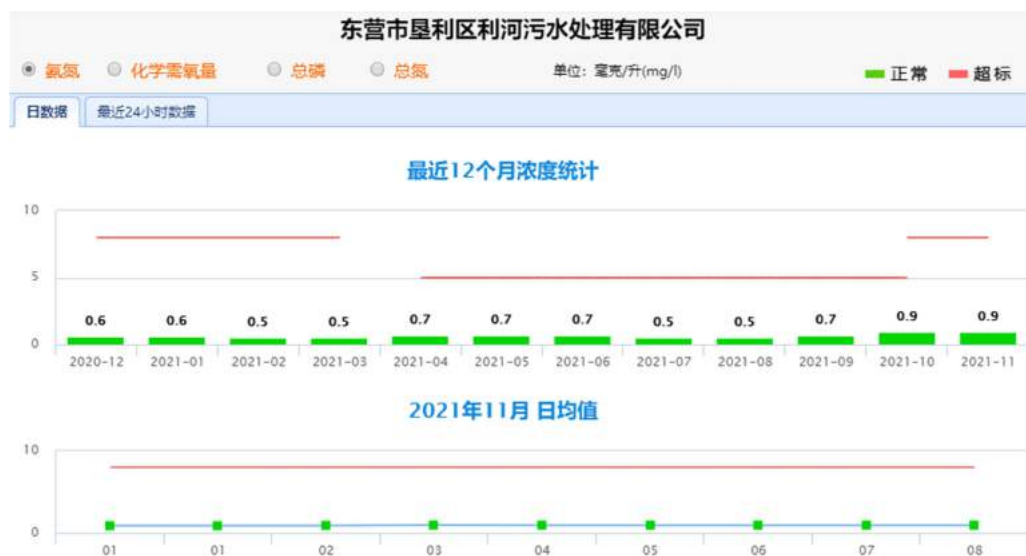 东营市垦利区利河污水处理有限公司
氨氮 化学需氧量 总磷 总氮 单位：毫克/升(mg/l) 正常 超标
日数据 最近24小时数据
最近12个月浓度统计
10
5
0.6 0.6 0.5 0.5 0.7 0.7 0.7 0.5 0.5 0.7 0.9 0.9
0
2020-12 2021-01 2021-02 2021-03 2021-04 2021-05 2021-06 2021-07 2021-08 2021-09 2021-10 2021-11
2021年11月 日均值
10
0
01 01 02 03 04 05 06 07 08